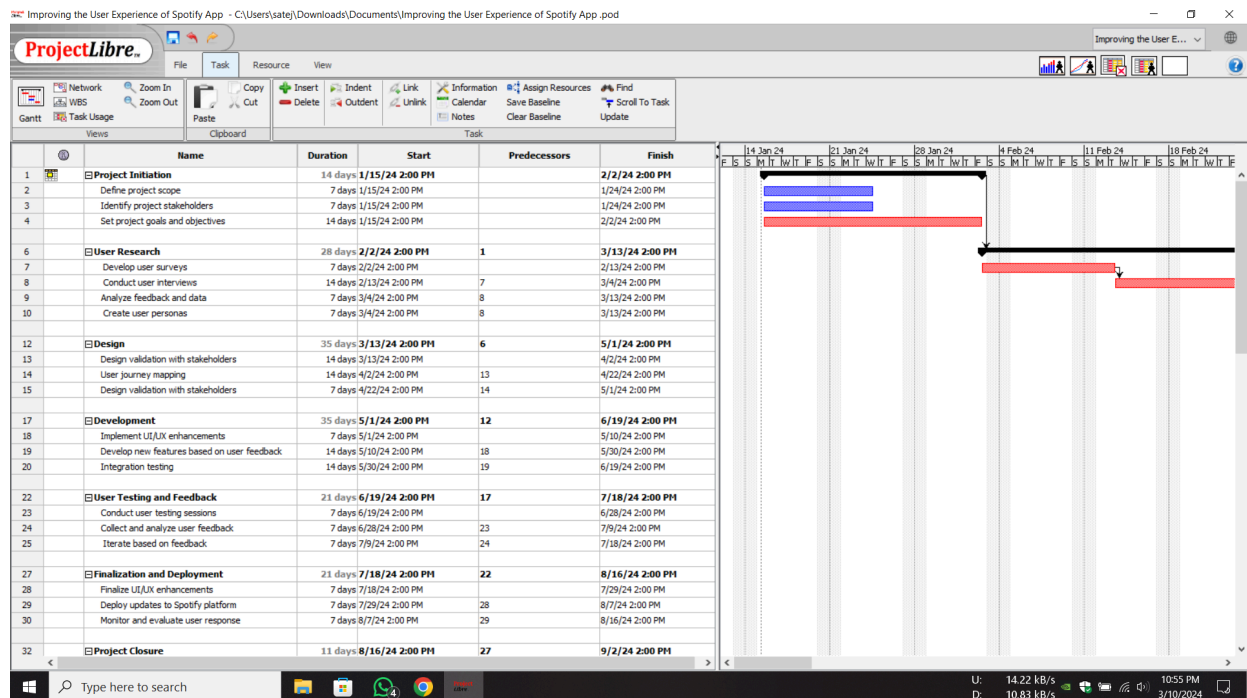 Improving the User Experience of Spotify App - C:\Users\satej\Downloads\Documents\Improving the User Experience of Spotify App .pod
ProjectLibre™
Improving the User E...
File Task Resource View
Gantt
Network
WBS
Task Usage
Zoom In
Zoom Out
Views
Paste
Copy
Cut
Clipboard
Insert
Delete
Indent
Outdent
Link
Unlink
Information
Calendar
Notes
Assign Resources
Save Baseline
Clear Baseline
Find
Scroll To Task
Update
Task
Name Duration Start Predecessors Finish
1 Project Initiation 14 days 1/15/24 2:00 PM 2/2/24 2:00 PM
2 Define project scope 7 days 1/15/24 2:00 PM 1/24/24 2:00 PM
3 Identify project stakeholders 7 days 1/15/24 2:00 PM 1/24/24 2:00 PM
4 Set project goals and objectives 14 days 1/15/24 2:00 PM 2/2/24 2:00 PM
6 User Research 28 days 2/2/24 2:00 PM 1 3/13/24 2:00 PM
7 Develop user surveys 7 days 2/2/24 2:00 PM 2/13/24 2:00 PM
8 Conduct user interviews 14 days 2/13/24 2:00 PM 7 3/4/24 2:00 PM
9 Analyze feedback and data 7 days 3/4/24 2:00 PM 8 3/13/24 2:00 PM
10 Create user personas 7 days 3/4/24 2:00 PM 8 3/13/24 2:00 PM
12 Design 35 days 3/13/24 2:00 PM 6 5/1/24 2:00 PM
13 Design validation with stakeholders 14 days 3/13/24 2:00 PM 4/2/24 2:00 PM
14 User journey mapping 14 days 4/2/24 2:00 PM 13 4/22/24 2:00 PM
15 Design validation with stakeholders 7 days 4/22/24 2:00 PM 14 5/1/24 2:00 PM
17 Development 35 days 5/1/24 2:00 PM 12 6/19/24 2:00 PM
18 Implement UI/UX enhancements 7 days 5/1/24 2:00 PM 5/10/24 2:00 PM
19 Develop new features based on user feedback 14 days 5/10/24 2:00 PM 18 5/30/24 2:00 PM
20 Integration testing 14 days 5/30/24 2:00 PM 19 6/19/24 2:00 PM
22 User Testing and Feedback 21 days 6/19/24 2:00 PM 17 7/18/24 2:00 PM
23 Conduct user testing sessions 7 days 6/19/24 2:00 PM 6/28/24 2:00 PM
24 Collect and analyze user feedback 7 days 6/28/24 2:00 PM 23 7/9/24 2:00 PM
25 Iterate based on feedback 7 days 7/9/24 2:00 PM 24 7/18/24 2:00 PM
27 Finalization and Deployment 21 days 7/18/24 2:00 PM 22 8/16/24 2:00 PM
28 Finalize UI/UX enhancements 7 days 7/18/24 2:00 PM 7/29/24 2:00 PM
29 Deploy updates to Spotify platform 7 days 7/29/24 2:00 PM 28 8/7/24 2:00 PM
30 Monitor and evaluate user response 7 days 8/7/24 2:00 PM 29 8/16/24 2:00 PM
32 Project Closure 11 days 8/16/24 2:00 PM 27 9/2/24 2:00 PM
14 Jan 24 21 Jan 24 28 Jan 24 4 Feb 24 11 Feb 24 18 Feb 24
F S S M T W T F S S M T W T F S S M T W T F S S M T W T F S S M T W T F S S M T W T F
Type here to search
4
U: 14.22 kB/s
D: 10.83 kB/s
10:55 PM
3/10/2024